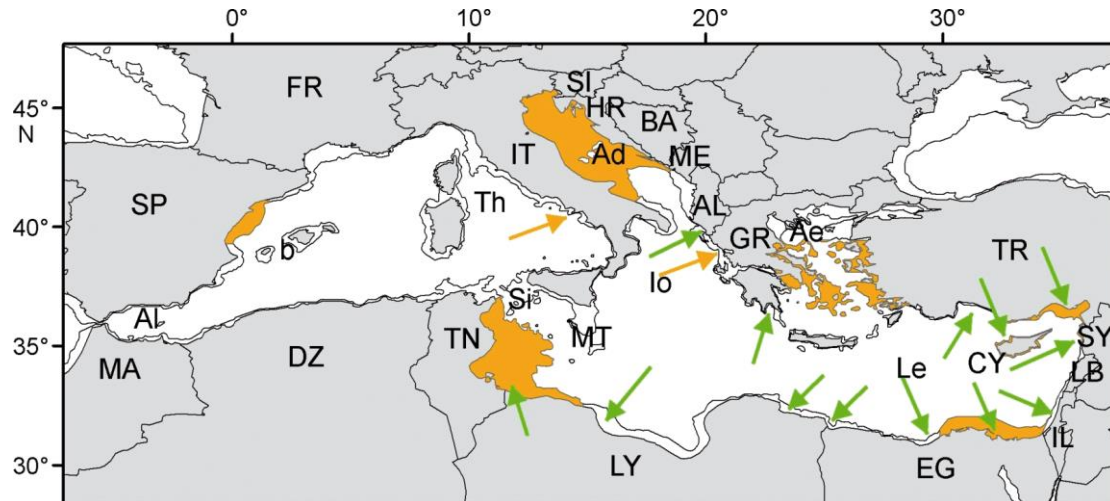 0° 10° 20° 30°
45°
N
40°
35°
30°
FR
SI
HR
BA
IT
Ad
ME
SP
Th
AL
GR
Ae
TR
b
Io
Al
Si
MT
TN
SY
CY
LB
Le
MA
DZ
IL
LY
EG